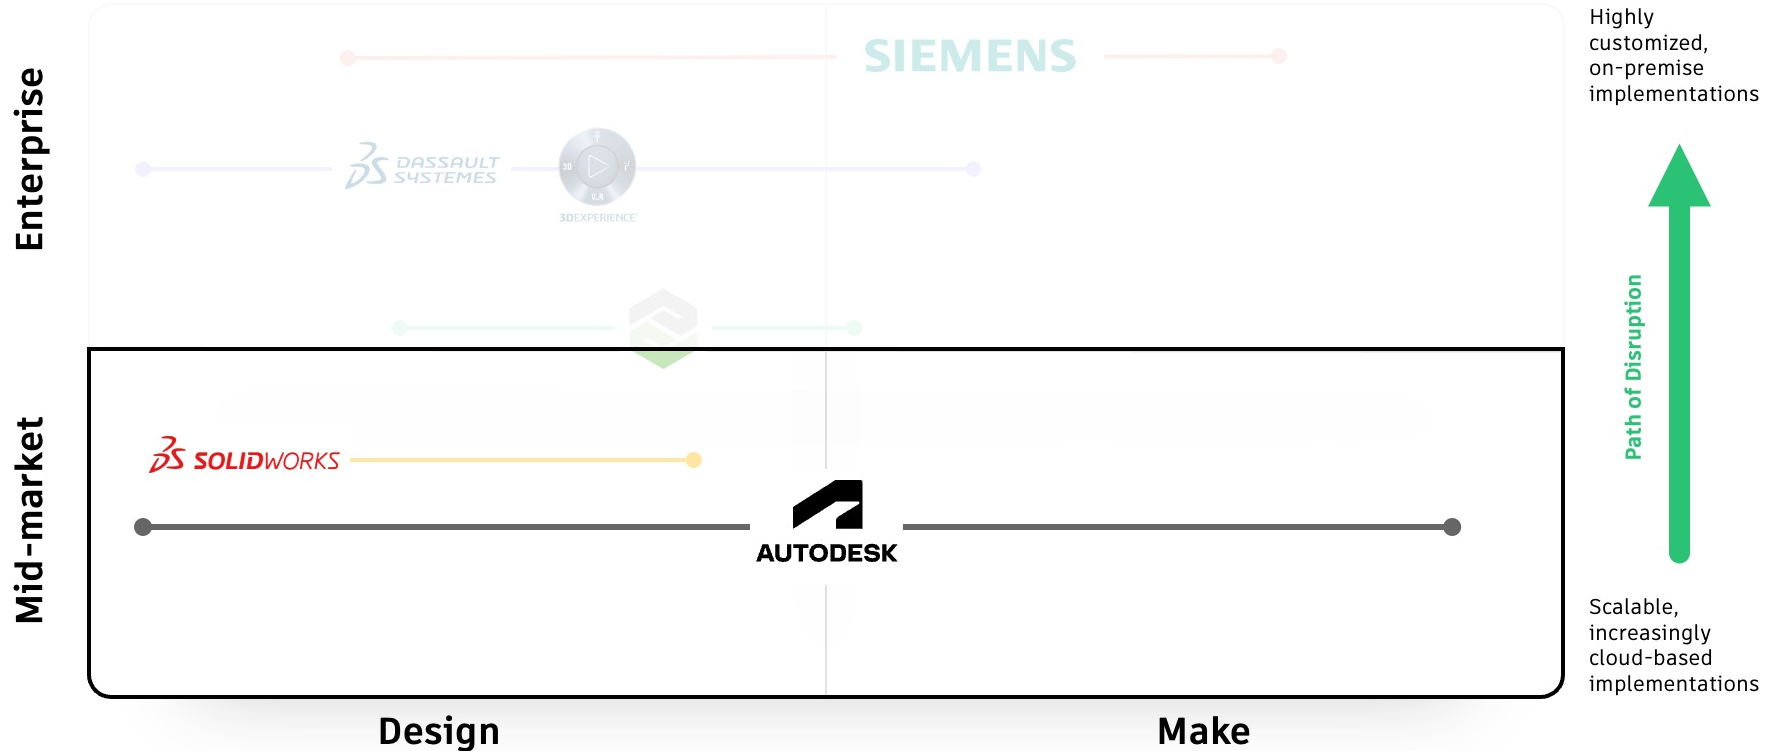 Enterprise
SIEMENS
DASSAULT
SYSTEMES
3D
V.R
3DEXPERIENCE
Mid-market
SOLIDWORKS
AUTODESK
Design
Make
Highly
customized,
on-premise
implementations
Path of Disruption
Scalable,
increasingly
cloud-based
implementations